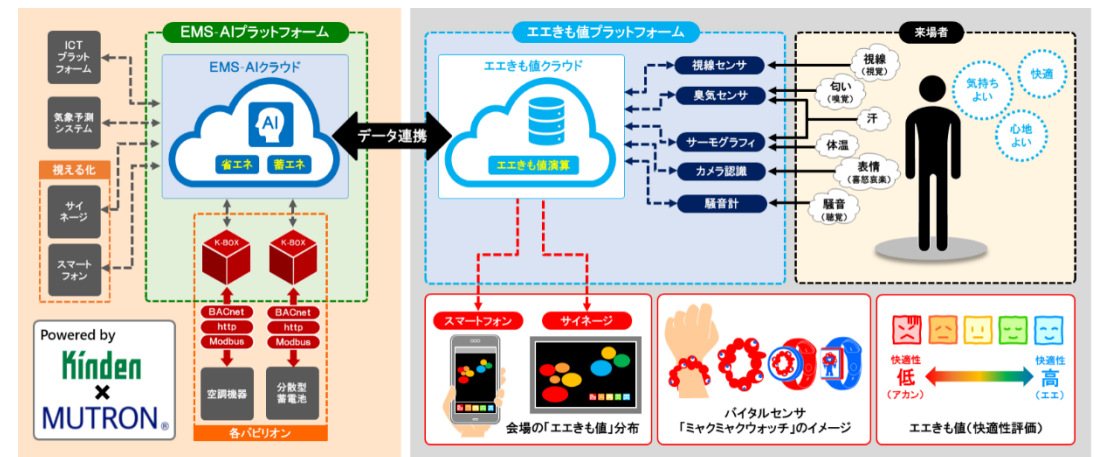 EMS-AIプラットフォーム
ICT
プラット
フォーム
気象予測
システム
視える化
サイ
ネージ
スマート
フォン
EMS-AIクラウド
AI
省エネ
蓄エネ
K-BOX
K-BOX
BACnet
http
Modbus
BACnet
http
Modbus
空調機器
分散型
蓄電池
各パビリオン
Powered by
Kinden
×
MUTRON®
データ連携
エエきも値プラットフォーム
エエきも値クラウド
エエきも値演算
視線センサ
臭気センサ
サーモグラフィ
カメラ認識
騒音計
来場者
視線
(視覚)
匂い
(嗅覚)
汗
体温
表情
(喜怒哀楽)
騒音
(聴覚)
気持ち
よい
快適
心地
よい
スマートフォン
サイネージ
会場の「エエきも値」分布
バイタルセンサ
「ミャクミャクウォッチ」のイメージ
快適性
低
(アカン)
快適性
高
(エエ)
エエきも値(快適性評価)